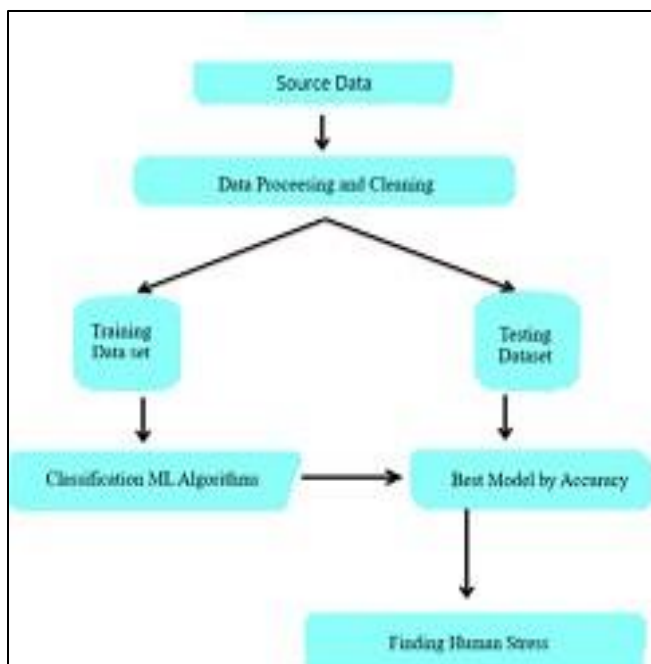 Source Data
Data Proceesing and Cleaning
Training
Data set
Testing
Dataset
Classification ML Algorithms
Best Model by Accuracy
Finding Human Stress